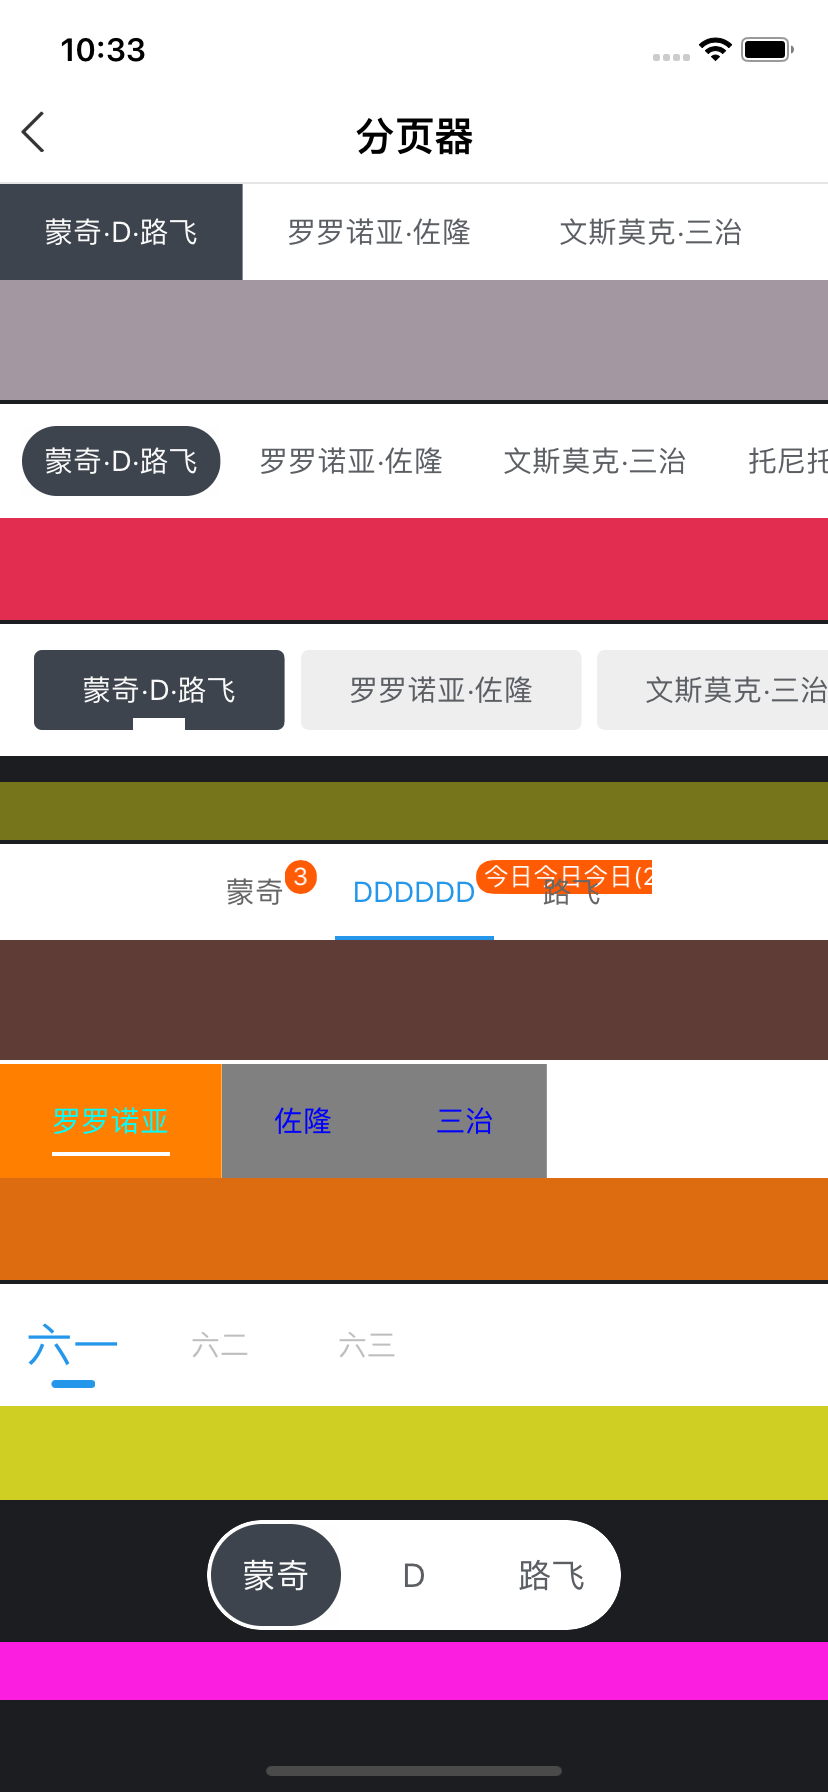 10:33
分页器
蒙奇·D·路飞 罗罗诺亚·佐隆 文斯莫克·三治
蒙奇·D·路飞 罗罗诺亚·佐隆 文斯莫克·三治 托尼托
蒙奇·D·路飞 罗罗诺亚·佐隆 文斯莫克·三治
蒙奇 3 DDDDDD 今日今日今日(2 路飞
罗罗诺亚 佐隆 三治
六一 六二 六三
蒙奇 D 路飞